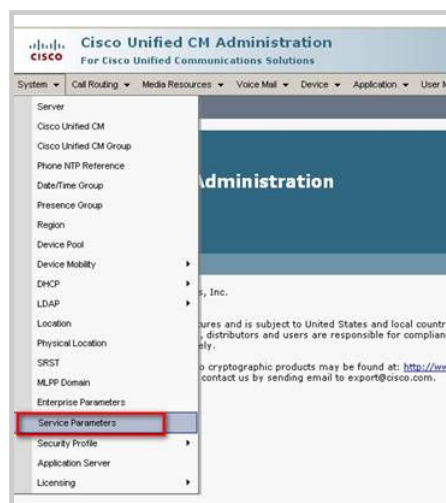 Cisco Unified CM Administration
CISCO
For Cisco Unified Communications Solutions
System Call Routing Media Resources Voice Mail Device Application User M
Server
Cisco Unified CM
Cisco Unified CM Group
Phone NTP Reference
Date/Time Group
Presence Group
Region
Device Pool
Device Mobility
DHCP
LDAP
Location
Physical Location
SRST
MLPP Domain
Enterprise Parameters
Service Parameters
Security Profile
Application Server
Licensing
Administration
s, Inc.
tures and is subject to United States and local countr
, distributors and users are responsible for complian
ely.
o cryptographic products may be found at: http://ww
contact us by sending email to export@cisco.com.